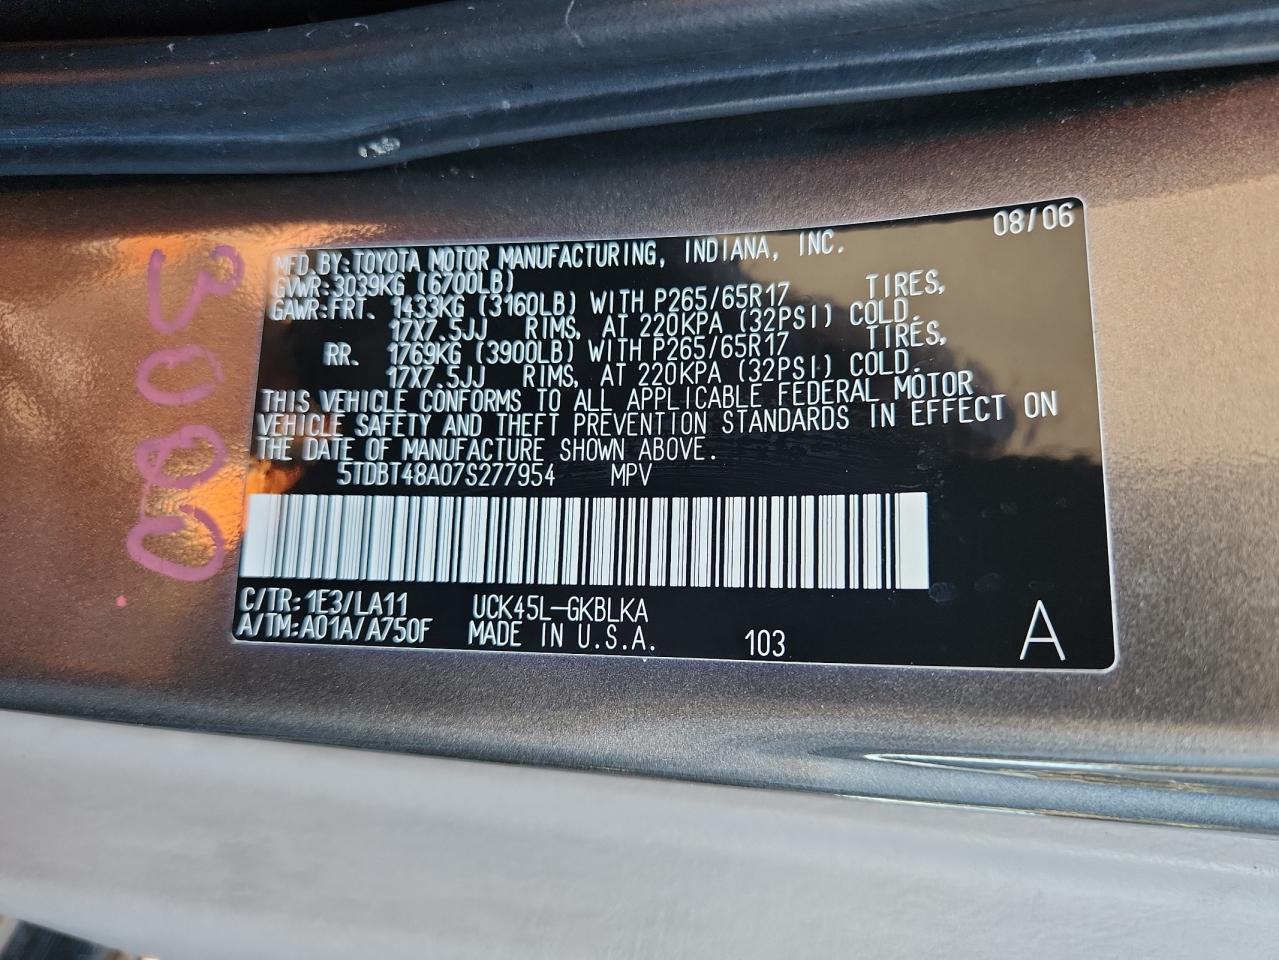 08/06
MFD.BY:TOYOTA MOTOR MANUFACTURING, INDIANA, INC.
GVWR:3039KG (6700LB)
GAWR:FRT. 1433KG (3160LB) WITH P265/65R17 TIRES,
17X7.5JJ RIMS, AT 220KPA (32PSI) COLD.
RR. 1769KG (3900LB) WITH P265/65R17 TIRES,
17X7.5JJ RIMS, AT 220KPA (32PSI) COLD.
THIS VEHICLE CONFORMS TO ALL APPLICABLE FEDERAL MOTOR
VEHICLE SAFETY AND THEFT PREVENTION STANDARDS IN EFFECT ON
THE DATE OF MANUFACTURE SHOWN ABOVE.
5TDBT48A07S277954 MPV
C/TR:1E3/LA11 UCK45L-GKBLKA
A/TM:A01A/A750F MADE IN U.S.A. 103 A